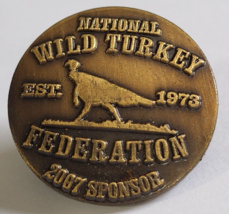 NATIONAL
WILD TURKEY
EST. 1973
FEDERATION
2007 SPONSOR